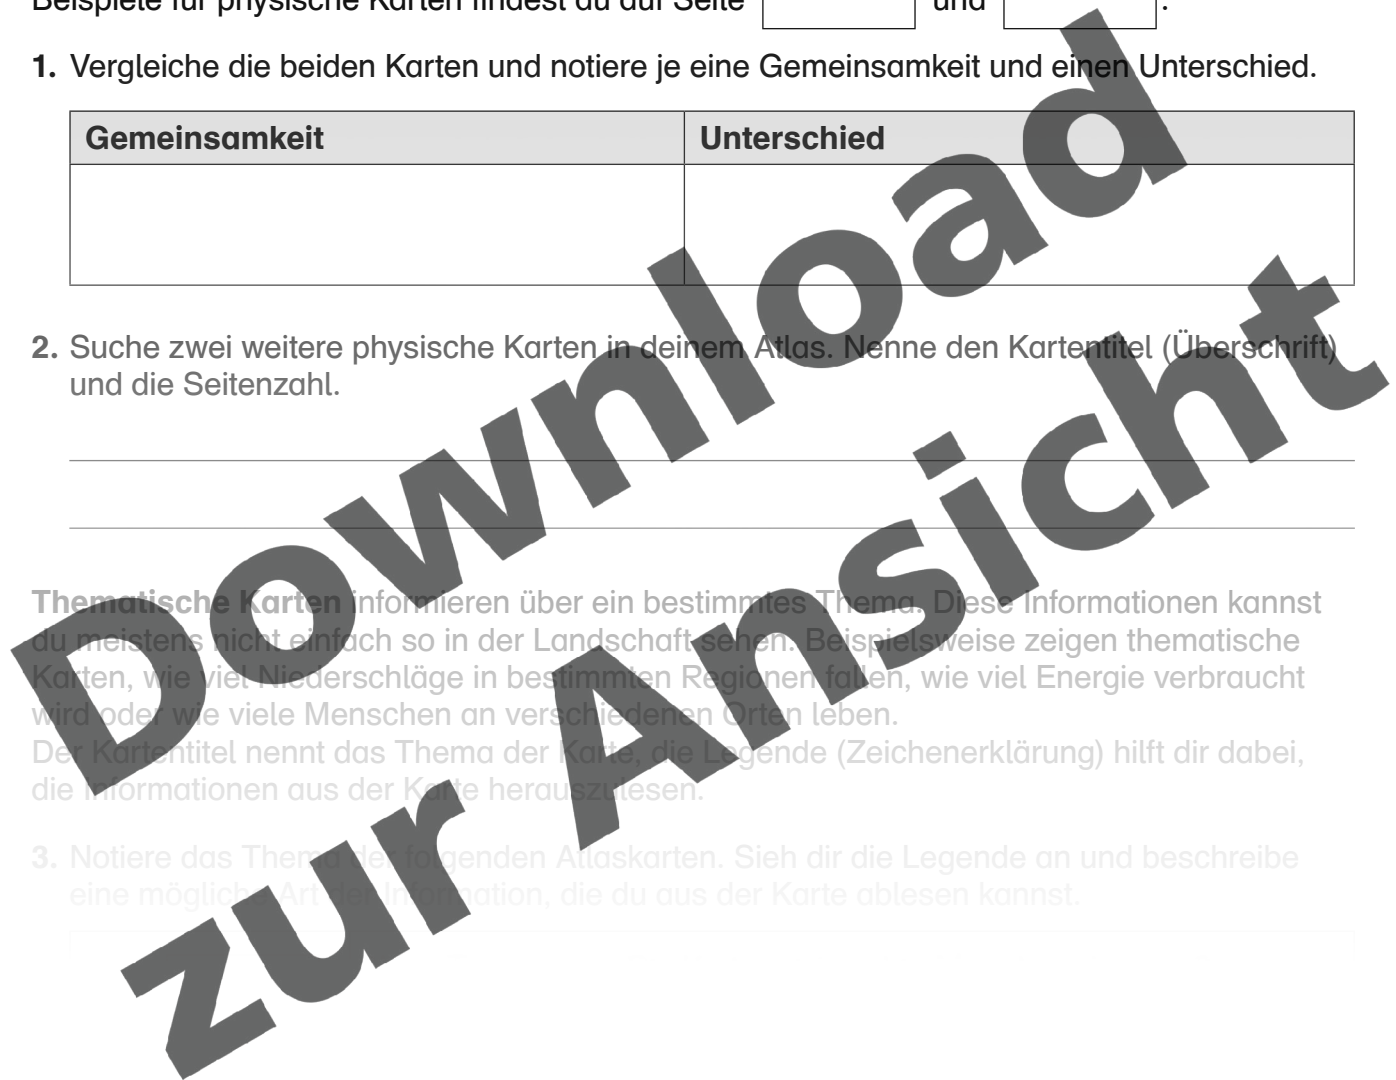 Beispiele für physische Karten findest du auf Seite und .
1. Vergleiche die beiden Karten und notiere je eine Gemeinsamkeit und einen Unterschied.
Gemeinsamkeit Unterschied
2. Suche zwei weitere physische Karten in deinem Atlas. Nenne den Kartentitel (Überschrift)
und die Seitenzahl.
Thematische Karten informieren über ein bestimmtes Thema. Diese Informationen kannst
du meistens nicht einfach so in der Landschaft sehen. Beispielsweise zeigen thematische
Karten, wie viel Niederschläge in bestimmten Regionen fallen, wie viel Energie verbraucht
wird oder wie viele Menschen an verschiedenen Orten leben.
Der Kartentitel nennt das Thema der Karte, die Legende (Zeichenerklärung) hilft dir dabei,
die Informationen aus der Karte herauszulesen.
3. Notiere das Thema der folgenden Atlaskarten. Sieh dir die Legende an und beschreibe
eine mögliche Art der Information, die du aus der Karte ablesen kannst.
Download
zur Ansicht